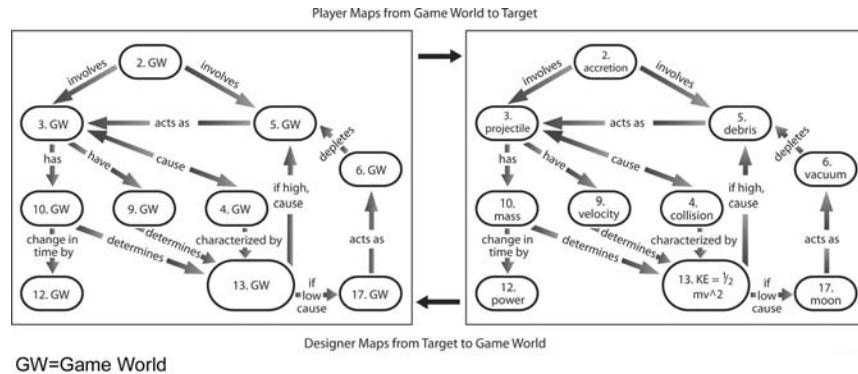 Player Maps from Game World to Target
2. GW
involves
involves
3. GW
acts as
5. GW
has
have
cause
if high,
cause
depletes
6. GW
10. GW
9. GW
4. GW
change in
time by
determines
determines
characterized by
acts as
12. GW
13. GW
if
low
cause
17. GW
2.
accretion
involves
involves
3.
projectile
acts as
5.
debris
has
have
cause
if high,
cause
depletes
6.
vacuum
10.
mass
9.
velocity
4.
collision
change in
time by
determines
determines
characterized by
acts as
12.
power
13. KE = ½
mv^2
if
low
cause
17.
moon
Designer Maps from Target to Game World
GW=Game World